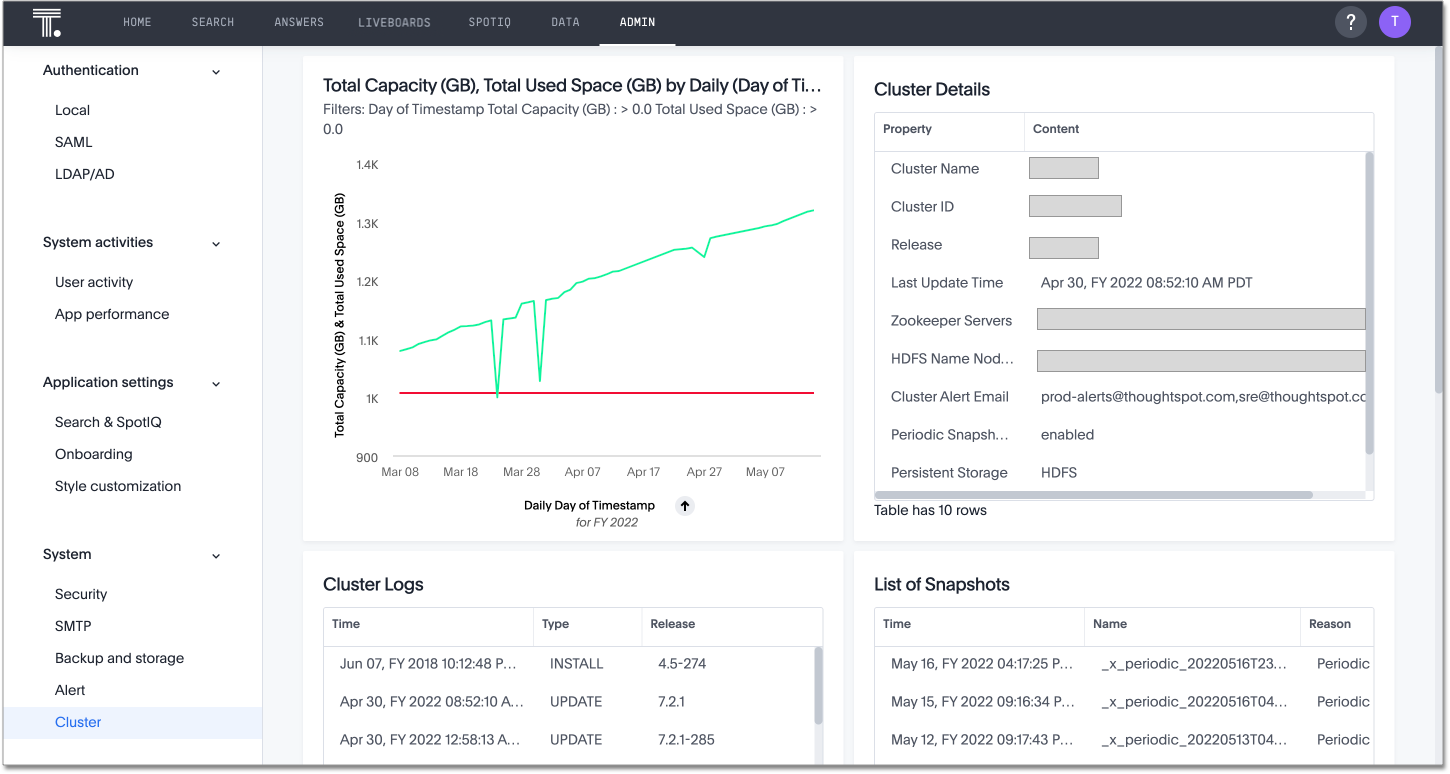 HOME SEARCH ANSWERS LIVEBOARDS SPOTIQ DATA ADMIN ? T
Authentication
Local
SAML
LDAP/AD
System activities
User activity
App performance
Application settings
Search & SpotIQ
Onboarding
Style customization
System
Security
SMTP
Backup and storage
Alert
Cluster
Total Capacity (GB), Total Used Space (GB) by Daily (Day of Ti…
Filters: Day of Timestamp Total Capacity (GB) : > 0.0 Total Used Space (GB) : >
0.0
Total Capacity (GB) & Total Used Space (GB)
1.4K
1.3K
1.2K
1.1K
1K
900
Mar 08 Mar 18 Mar 28 Apr 07 Apr 17 Apr 27 May 07
Daily Day of Timestamp
for FY 2022
Cluster Details
Property Content
Cluster Name
Cluster ID
Release
Last Update Time Apr 30, FY 2022 08:52:10 AM PDT
Zookeeper Servers
HDFS Name Nod…
Cluster Alert Email prod-alerts@thoughtspot.com,sre@thoughtspot.cc
Periodic Snapsh… enabled
Persistent Storage HDFS
Table has 10 rows
Cluster Logs
Time Type Release
Jun 07, FY 2018 10:12:48 P… INSTALL 4.5-274
Apr 30, FY 2022 08:52:10 A… UPDATE 7.2.1
Apr 30, FY 2022 12:58:13 A… UPDATE 7.2.1-285
List of Snapshots
Time Name Reason
May 16, FY 2022 04:17:25 P… _x_periodic_20220516T23… Periodic
May 15, FY 2022 09:16:34 P… _x_periodic_20220516T04… Periodic
May 12, FY 2022 09:17:43 P… _x_periodic_20220513T04… Periodic